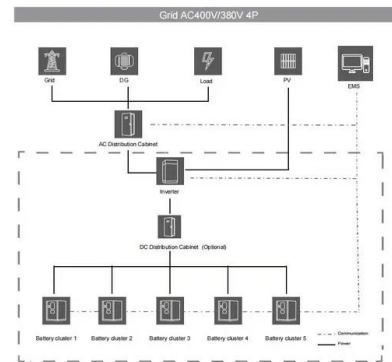 Grid AC400V/380V 4P
Grid
DG
Load
PV
EMS
AC Distribution Cabinet
Inverter
DC Distribution Cabinet (Optional)
Battery cluster 1
Battery cluster 2
Battery cluster 3
Battery cluster 4
Battery cluster 5
Communication
Power